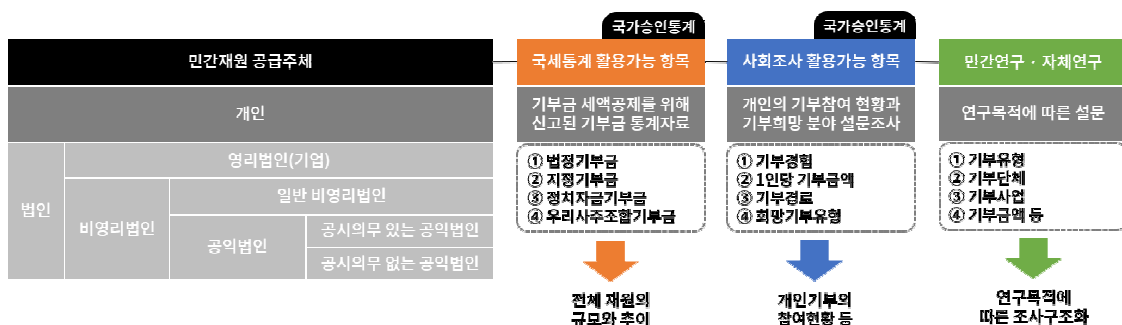 국가승인통계
국가승인통계
민간재원 공급주체
국세통계 활용가능 항목
사회조사 활용가능 항목
민간연구 · 자체연구
개인
기부금 세액공제를 위해
신고된 기부금 통계자료
개인의 기부참여 현황과
기부희망 분야 설문조사
연구목적에 따른 설문
법인
영리법인(기업)
비영리법인
일반 비영리법인
공익법인
공시의무 있는 공익법인
공시의무 없는 공익법인
① 법정기부금
② 지정기부금
③ 정치자금기부금
④ 우리사주조합기부금
① 기부경험
② 1인당 기부금액
③ 기부경로
④ 희망기부유형
① 기부유형
② 기부단체
③ 기부사업
④ 기부금액 등
전체 재원의
규모와 추이
개인기부의
참여현황 등
연구목적에
따른 조사구조화